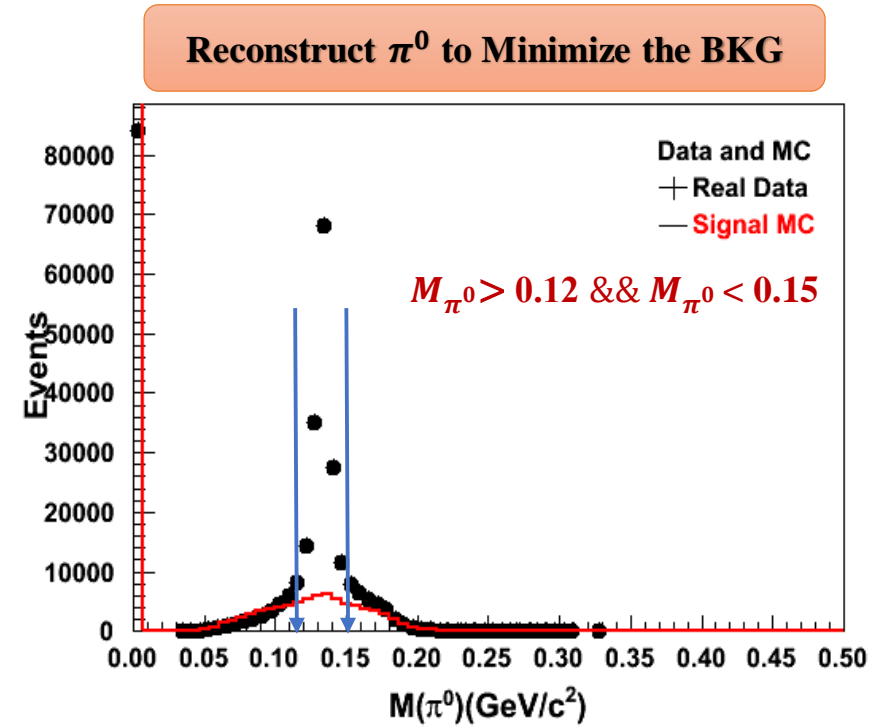 Reconstruct π⁰ to Minimize the BKG
Data and MC
Real Data
Signal MC
M_π⁰ > 0.12 && M_π⁰ < 0.15
Events
80000
70000
60000
50000
40000
30000
20000
10000
0
0.00 0.05 0.10 0.15 0.20 0.25 0.30 0.35 0.40 0.45 0.50
M(π⁰)(GeV/c²)